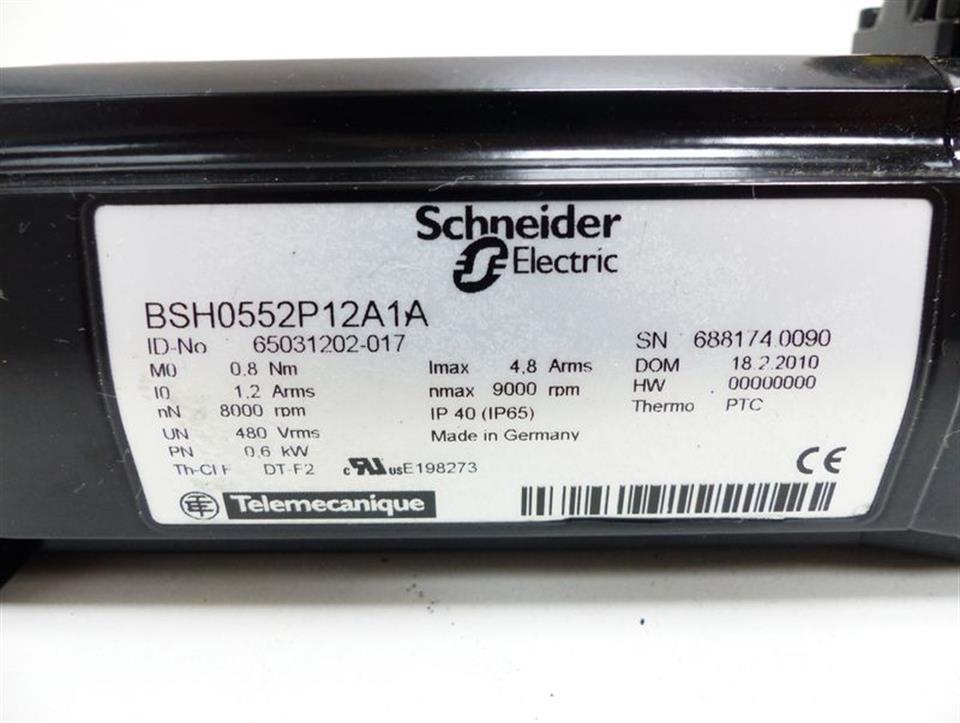 Schneider
Electric
BSH0552P12A1A
ID-No 65031202-017
SN 688174.0090
M0 0.8 Nm
Imax 4.8 Arms
DOM 18.2.2010
I0 1.2 Arms
nmax 9000 rpm
HW 00000000
nN 8000 rpm
IP 40 (IP65)
Thermo PTC
UN 480 Vrms
Made in Germany
PN 0.6 kW
Th-Cl F DT-F2
c RU us E198273
CE
TE Telemecanique